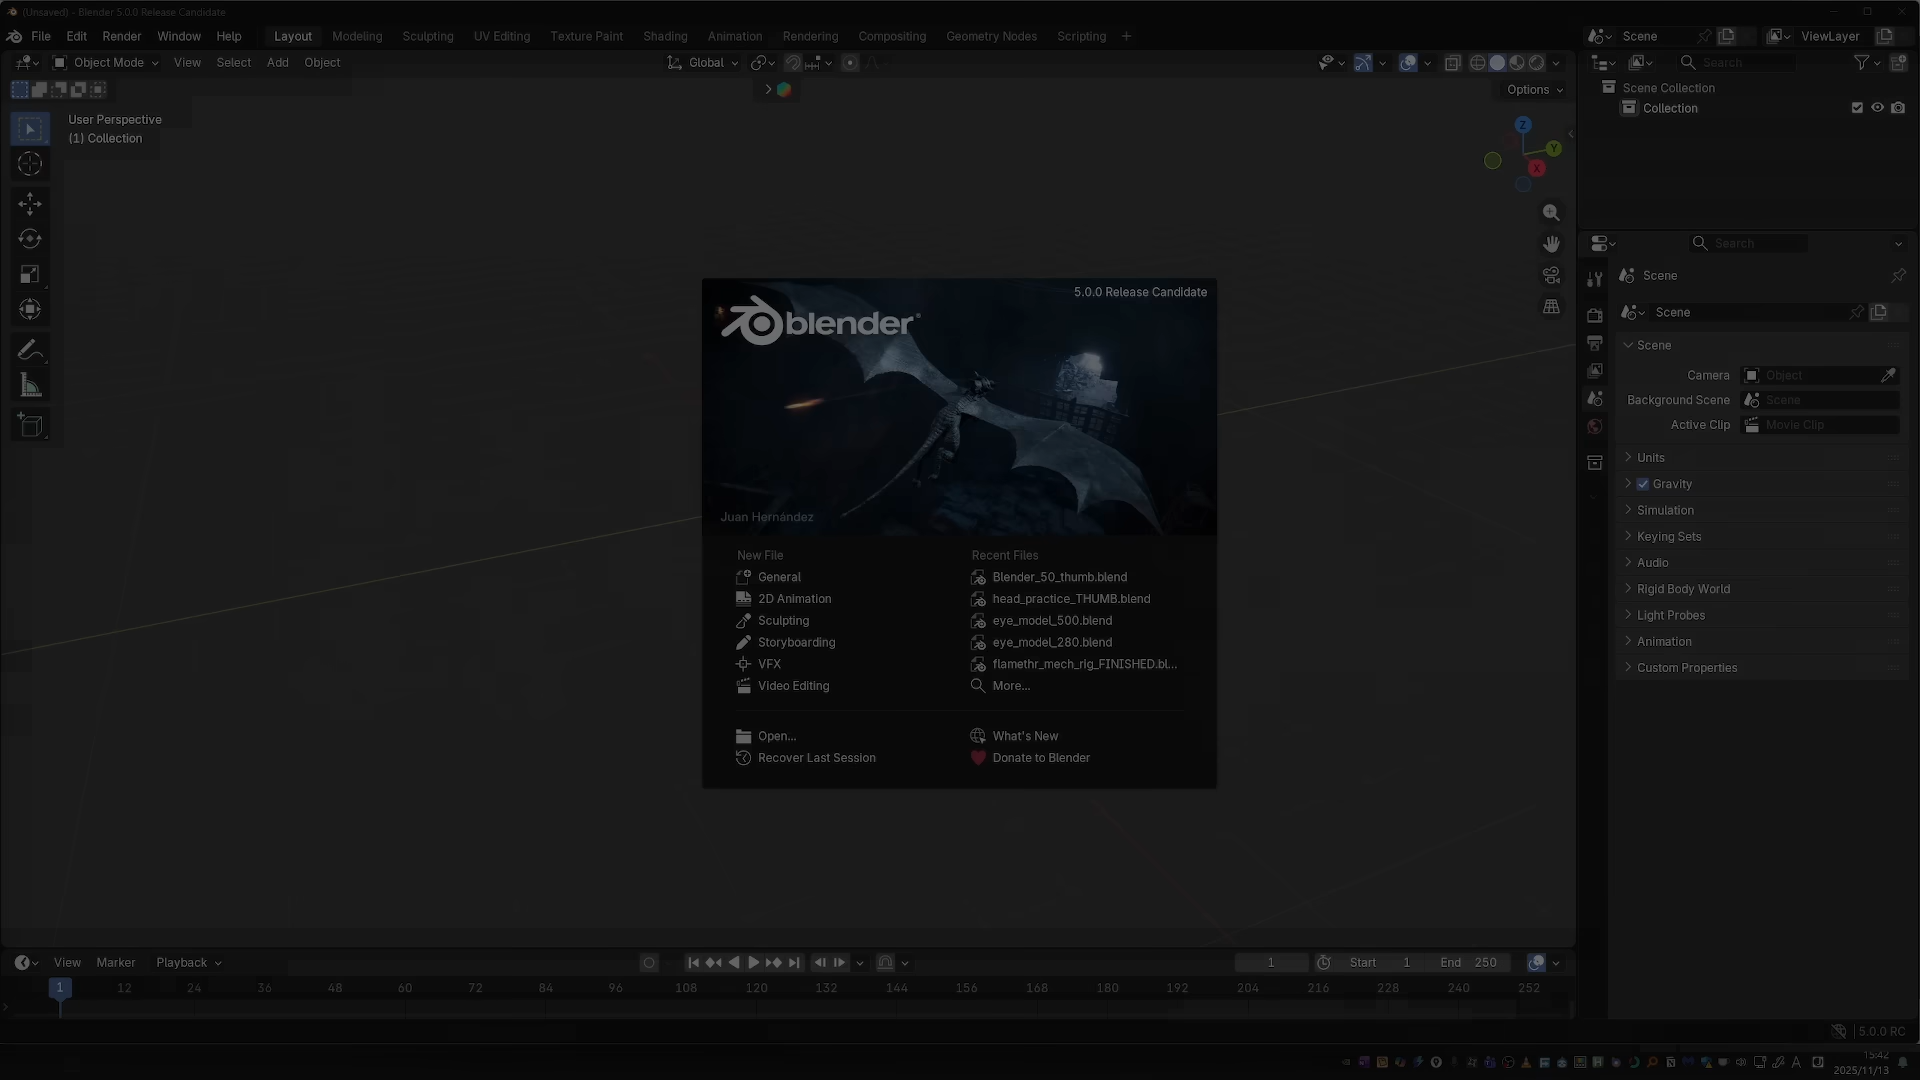 (Unsaved) - Blender 5.0.0 Release Candidate
File Edit Render Window Help Layout Modeling Sculpting UV Editing Texture Paint Shading Animation Rendering Compositing Geometry Nodes Scripting + Scene ViewLayer
Object Mode View Select Add Object Global Search
Options
User Perspective
(1) Collection
Scene Collection
Collection
Z
Y
X
Search
Scene
Scene
Scene
Camera Object
Background Scene Scene
Active Clip Movie Clip
Units
Gravity
Simulation
Keying Sets
Audio
Rigid Body World
Light Probes
Animation
Custom Properties
5.0.0 Release Candidate
blender
Juan Hernández
New File
General
2D Animation
Sculpting
Storyboarding
VFX
Video Editing
Recent Files
Blender_50_thumb.blend
head_practice_THUMB.blend
eye_model_500.blend
eye_model_280.blend
flamethr_mech_rig_FINISHED.bl...
More...
Open...
Recover Last Session
What's New
Donate to Blender
View Marker Playback 1 Start 1 End 250
1 12 24 36 48 60 72 84 96 108 120 132 144 156 168 180 192 204 216 228 240 252
5.0.0 RC
A
15:42
2025/11/13